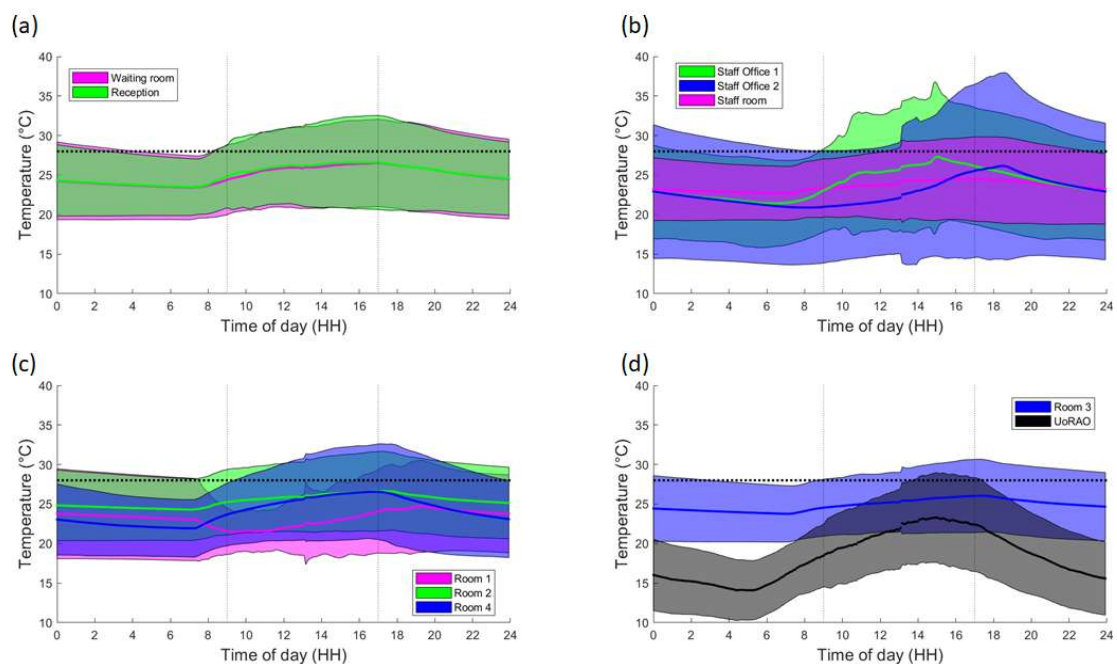 (a)
40
35
30
25
20
15
10
Temperature (°C)
Waiting room
Reception
0 2 4 6 8 10 12 14 16 18 20 22 24
Time of day (HH)
(b)
40
35
30
25
20
15
10
Temperature (°C)
Staff Office 1
Staff Office 2
Staff room
0 2 4 6 8 10 12 14 16 18 20 22 24
Time of day (HH)
(c)
40
35
30
25
20
15
10
Temperature (°C)
Room 1
Room 2
Room 4
0 2 4 6 8 10 12 14 16 18 20 22 24
Time of day (HH)
(d)
40
35
30
25
20
15
10
Temperature (°C)
Room 3
UoRAO
0 2 4 6 8 10 12 14 16 18 20 22 24
Time of day (HH)